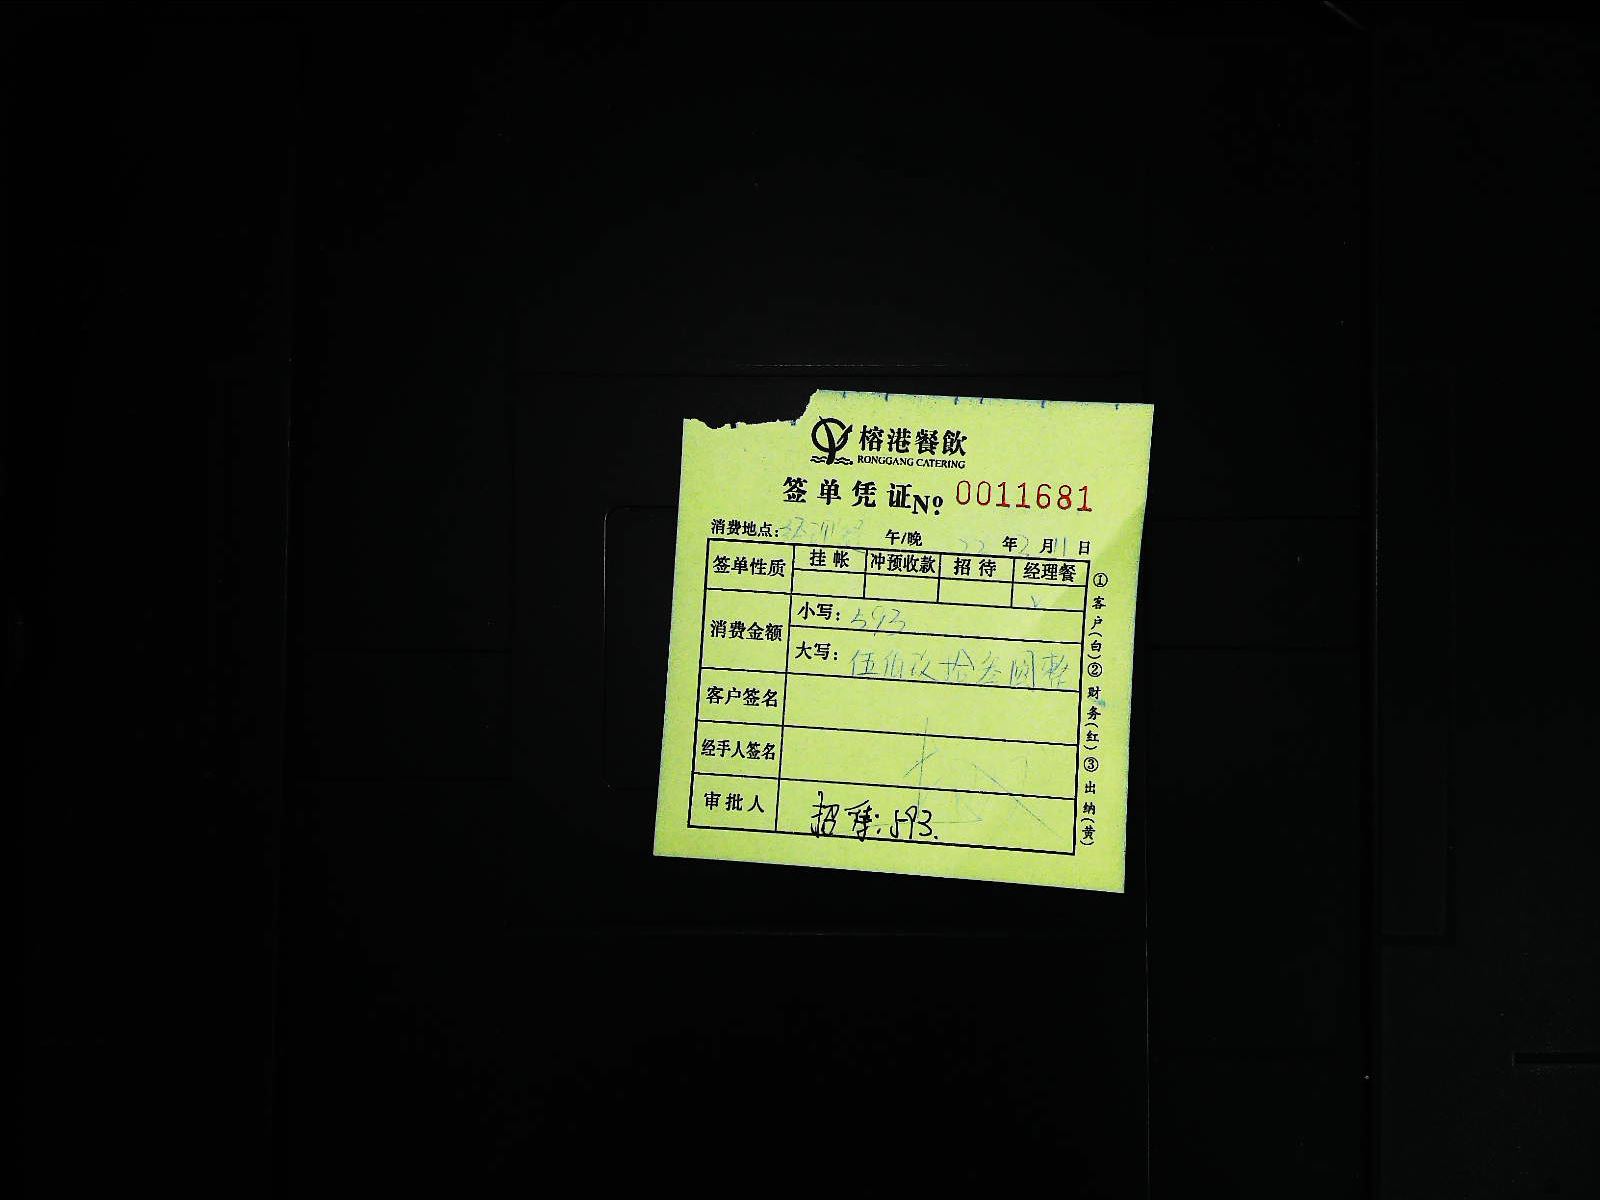 榕港餐飲
RONGGANG CATERING
签单凭证 № 0011681
消费地点: 午/晚 22 年 2 月 11 日
签单性质 挂帐 冲预收款 招待 经理餐
√
消费金额 小写: 593
大写: 伍佰玖拾叁圆整
客户签名
经手人签名
审批人 招待: 593.
①客户(白)②财务(红)③出纳(黄)